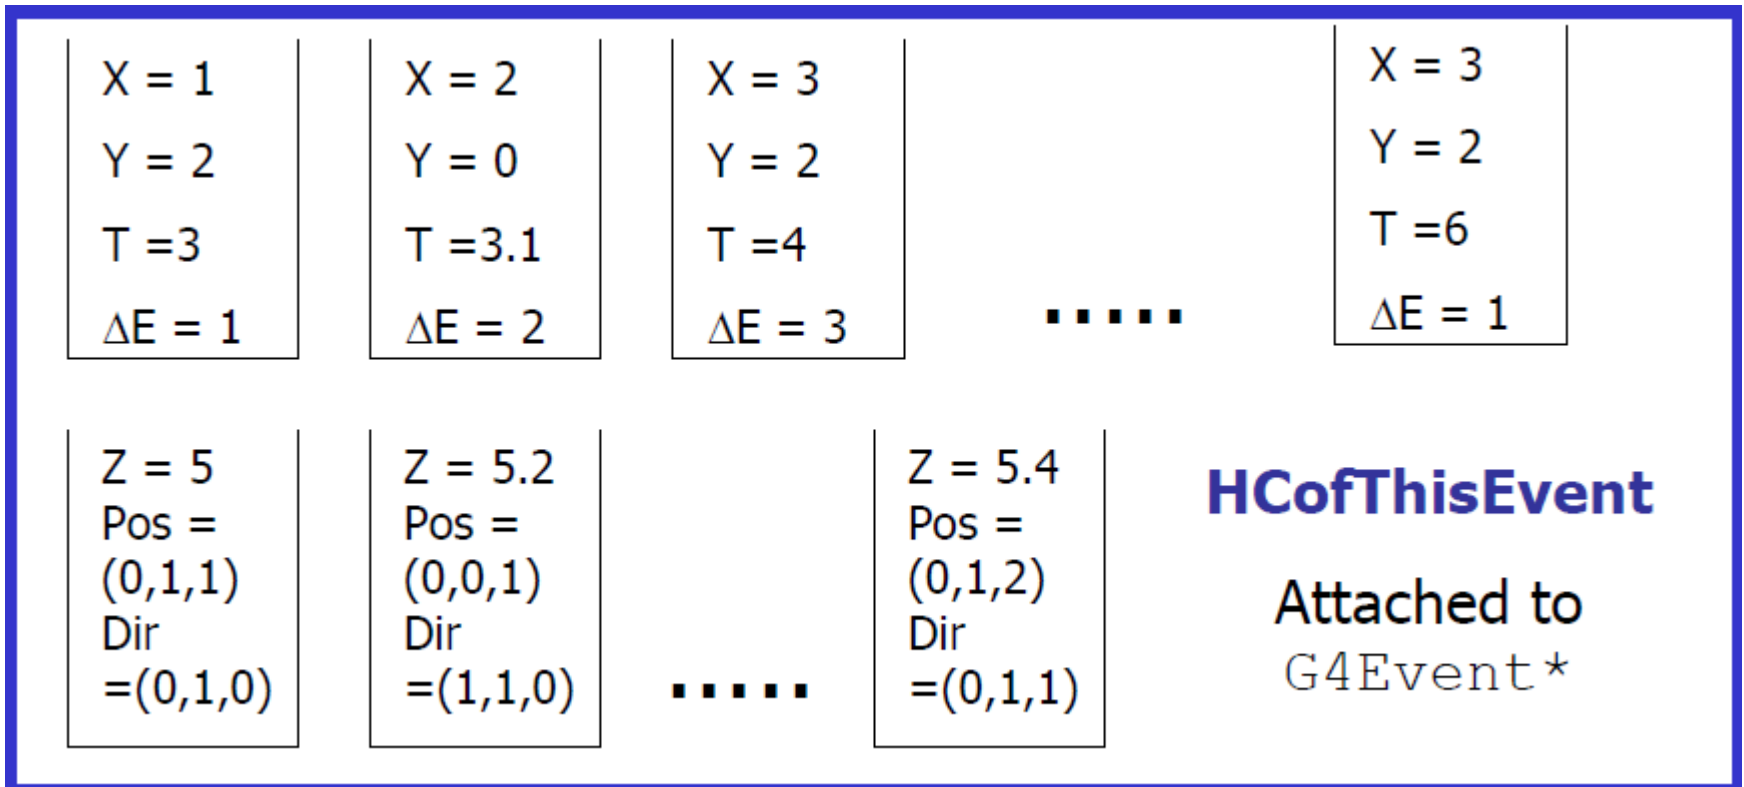 X = 1
Y = 2
T =3
ΔE = 1
X = 2
Y = 0
T =3.1
ΔE = 2
X = 3
Y = 2
T =4
ΔE = 3
.....
X = 3
Y = 2
T =6
ΔE = 1
Z = 5
Pos =
(0,1,1)
Dir
=(0,1,0)
Z = 5.2
Pos =
(0,0,1)
Dir
=(1,1,0)
.....
Z = 5.4
Pos =
(0,1,2)
Dir
=(0,1,1)
HCofThisEvent
Attached to
G4Event*